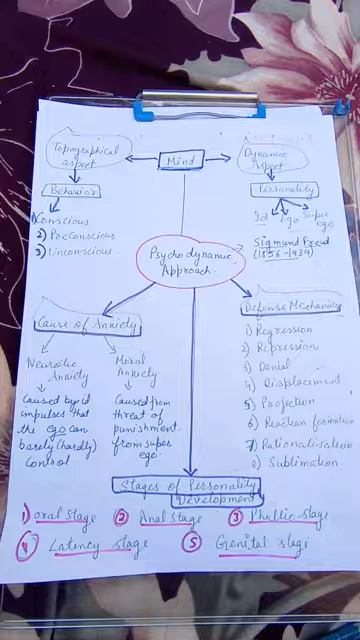 Topographical aspect
Mind
Dynamic Aspect
Behavior
1) Conscious
2) PreConscious
3) Unconscious
Personality
Id Ego Super ego
Sigmund Freud
(1856-1939)
Psychodynamic Approach
Cause of Anxiety
Neurotic Anxiety
Caused by id
impulses that
the ego can
barely (hardly)
control
Moral Anxiety
Caused from
threat of
punishment
from super
ego.
Defense Mechanism
1) Regression
2) Repression
3) Denial
4) Displacement
5) Projection
6) Reaction formation
7) Rationalisation
8) Sublimation.
Stages of Personality
Development
1) oral stage 2 Anal stage 3 Phallic stage
4 Latency stage 5 Genital stage